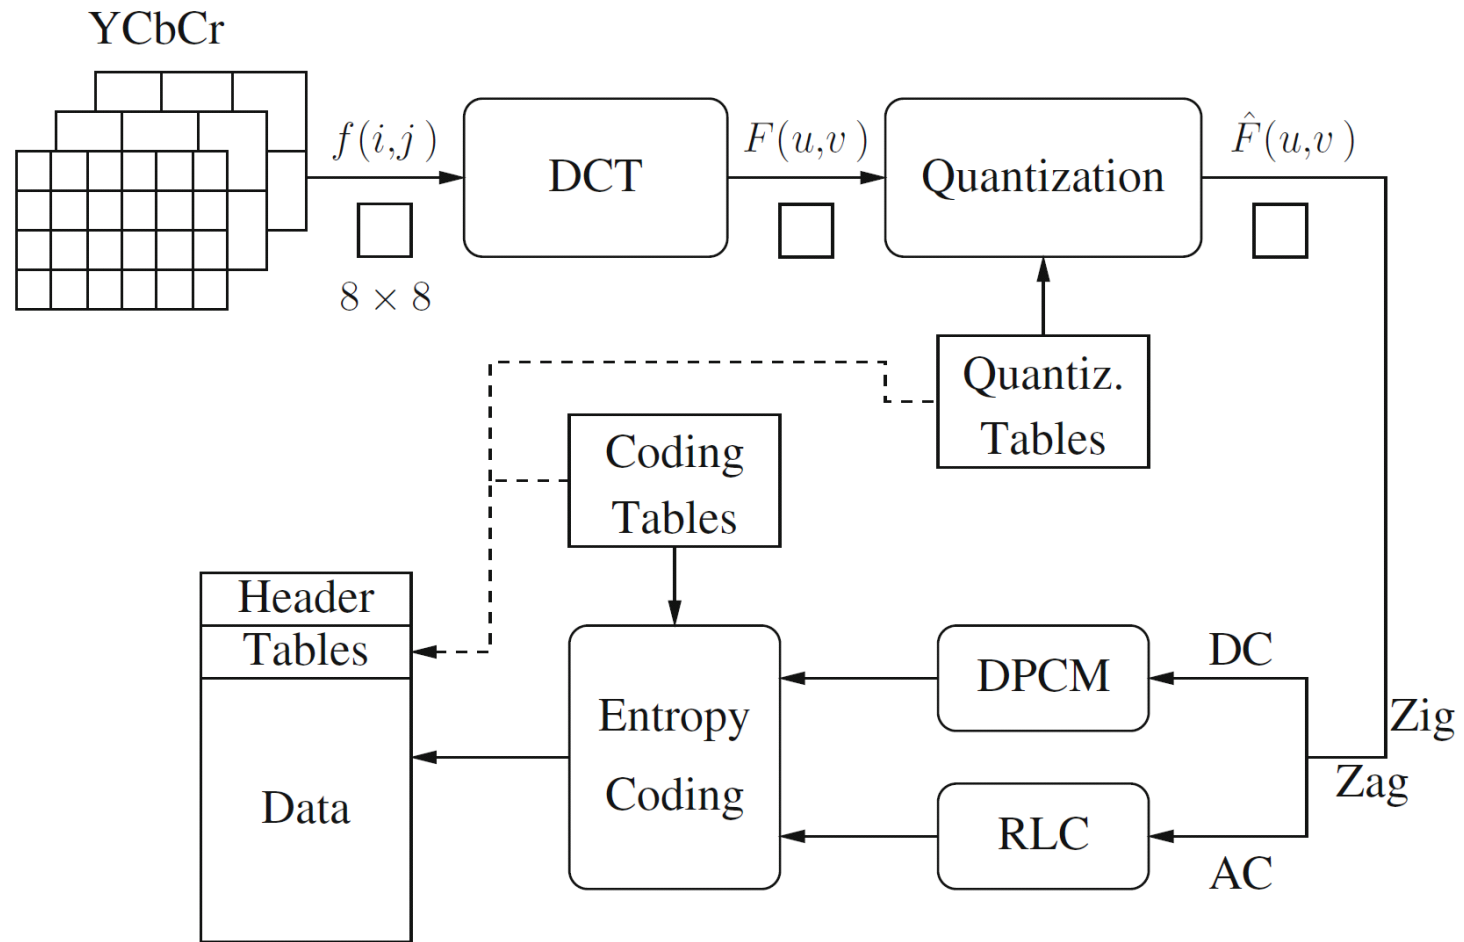 YCbCr
f(i,j)
8 × 8
DCT
F(u,v)
Quantization
F̂(u,v)
Quantiz.
Tables
Coding
Tables
Header
Tables
Data
Entropy
Coding
DPCM
DC
RLC
AC
Zig
Zag